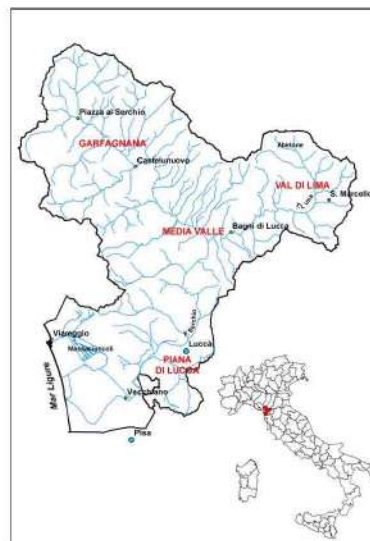 Piazza al Serchio
GARFAGNANA
Castelnuovo
Abetone
VAL DI LIMA
S. Marcello
Lima
MEDIA VALLE
Bagni di Lucca
Serchio
Viareggio
Massaciuccoli
Lucca
PIANA
DI LUCCA
Mar Ligure
Vecchiano
Pisa